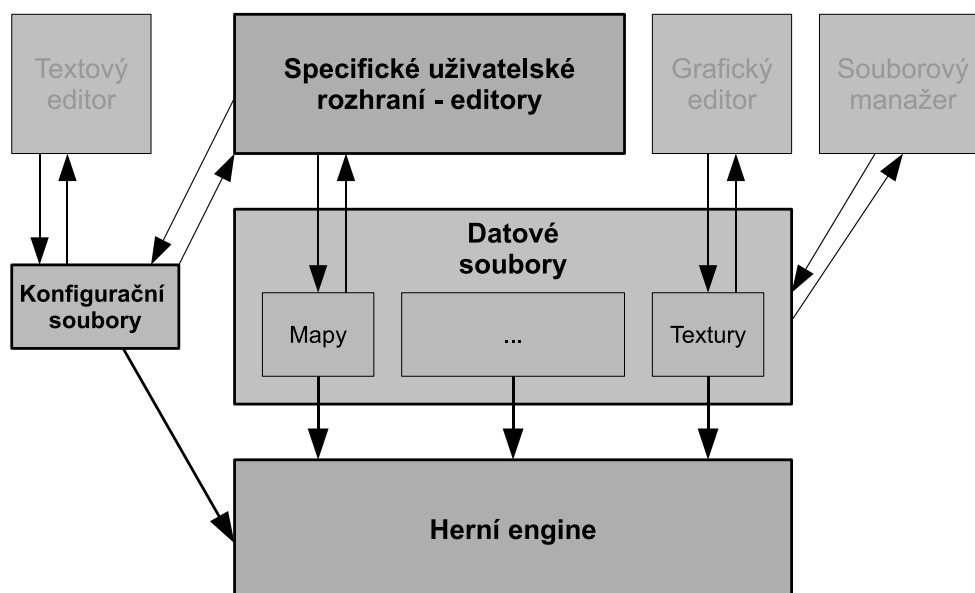 Textový
editor
Specifické uživatelské
rozhraní - editory
Grafický
editor
Souborový
manažer
Datové
soubory
Konfigurační
soubory
Mapy
...
Textury
Herní engine